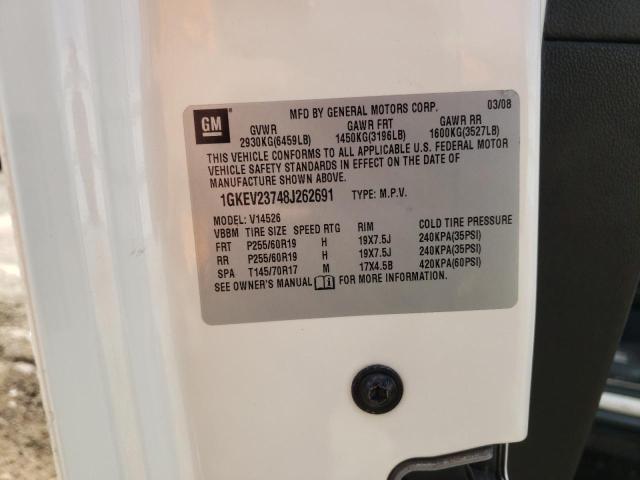 GM
MFD BY GENERAL MOTORS CORP. 03/08
GVWR GAWR FRT GAWR RR
2930KG(6459LB) 1450KG(3196LB) 1600KG(3527LB)
THIS VEHICLE CONFORMS TO ALL APPLICABLE U.S. FEDERAL MOTOR
VEHICLE SAFETY STANDARDS IN EFFECT ON THE DATE OF
MANUFACTURE SHOWN ABOVE.
1GKEV23748J262691 TYPE: M.P.V.
MODEL: V14526
VBBM TIRE SIZE SPEED RTG RIM COLD TIRE PRESSURE
FRT P255/60R19 H 19X7.5J 240KPA(35PSI)
RR P255/60R19 H 19X7.5J 240KPA(35PSI)
SPA T145/70R17 M 17X4.5B 420KPA(60PSI)
SEE OWNER'S MANUAL FOR MORE INFORMATION.